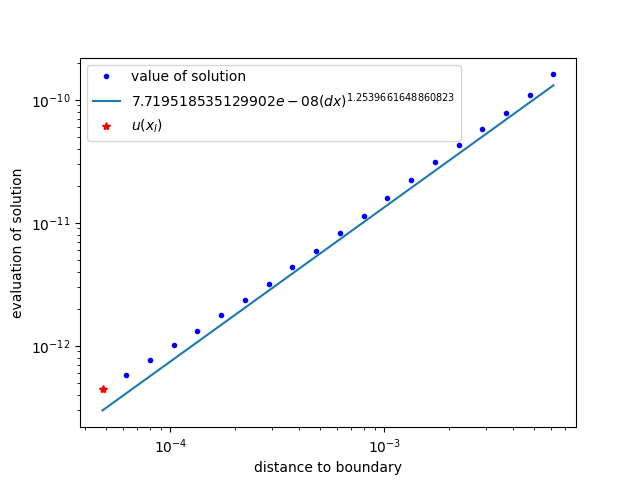 value of solution
7.719518535129902e − 08(dx)^1.2539661648860823
u(x_l)
evaluation of solution
10^−10
10^−11
10^−12
10^−4
10^−3
distance to boundary